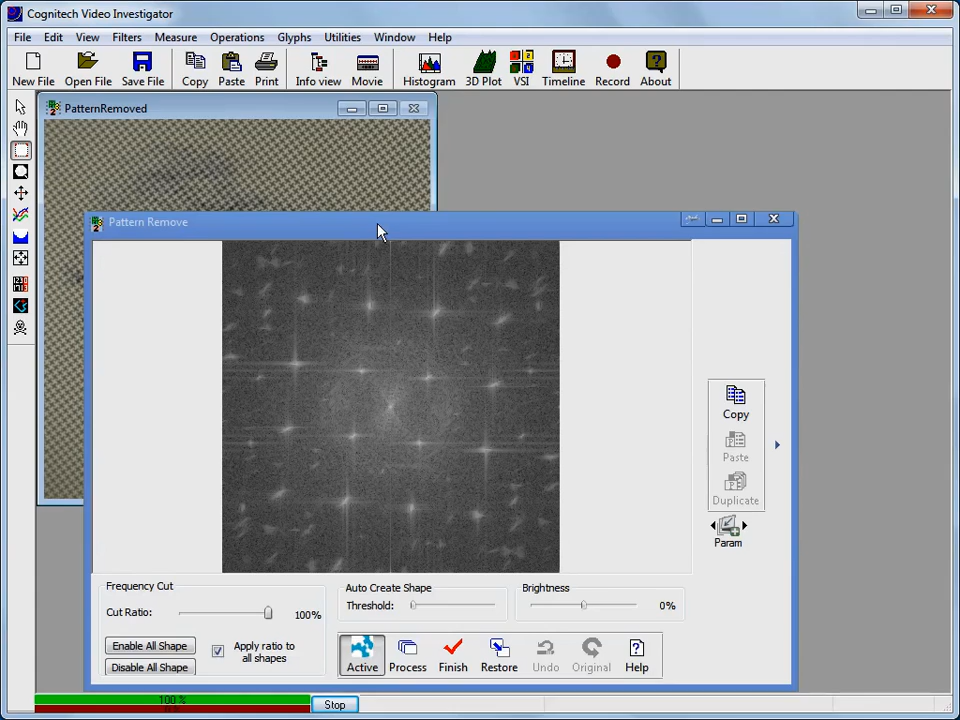 Cognitech Video Investigator
File Edit View Filters Measure Operations Glyphs Utilities Window Help
New File Open File Save File Copy Paste Print Info view Movie Histogram 3D Plot VSI Timeline Record About
PatternRemoved
Pattern Remove
Copy
Paste
Duplicate
Param
Frequency Cut
Auto Create Shape
Brightness
Cut Ratio: 100%
Threshold:
0%
Enable All Shape
Disable All Shape
Apply ratio to
all shapes
Active Process Finish Restore Undo Original Help
100 %
Stop